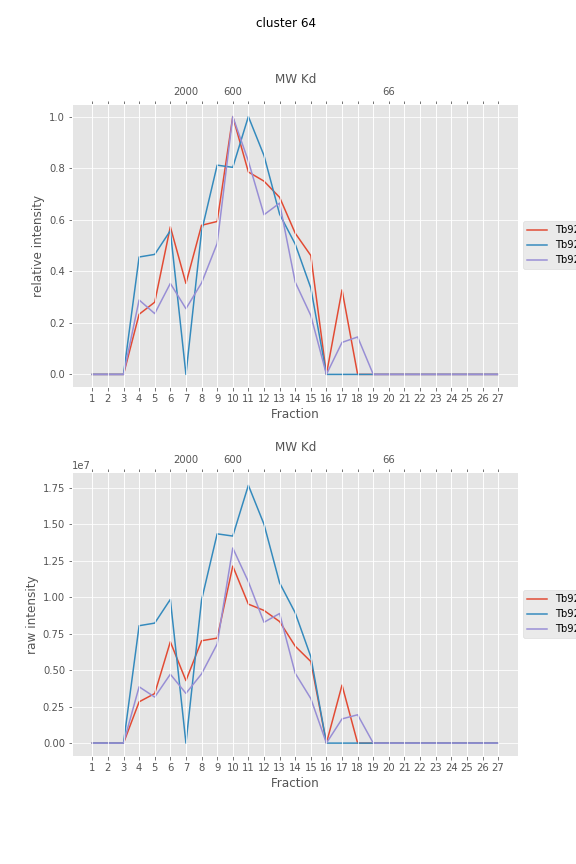 cluster 64
MW Kd
2000 600 66
1.0
0.8
0.6
0.4
0.2
0.0
relative intensity
Tb92
Tb92
Tb92
1 2 3 4 5 6 7 8 9 10 11 12 13 14 15 16 17 18 19 20 21 22 23 24 25 26 27
Fraction
MW Kd
2000 600 66
1e7
1.75
1.50
1.25
1.00
0.75
0.50
0.25
0.00
raw intensity
Tb92
Tb92
Tb92
1 2 3 4 5 6 7 8 9 10 11 12 13 14 15 16 17 18 19 20 21 22 23 24 25 26 27
Fraction